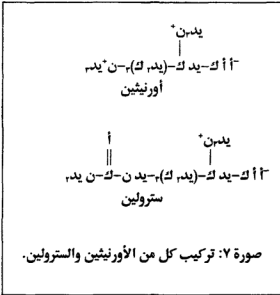 يد٣ن+
-أ أ ك-يد ك-(يد٢ ك)٣-ن+يد٣
أورنيثين
أ
يد٣ن+
-أ أ ك-يد ك-(يد٢ ك)٣-يد ن-ك-ن يد٢
سترولين
صورة ٧: تركيب كل من الأورنيثين والسترولين.